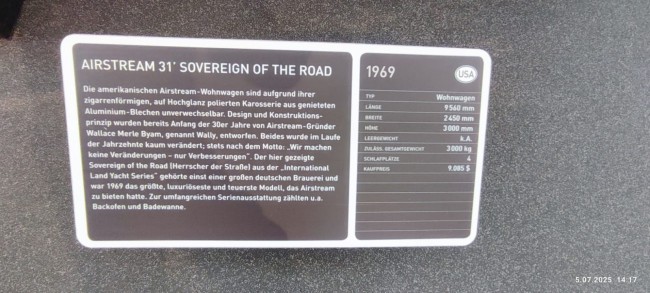 AIRSTREAM 31' SOVEREIGN OF THE ROAD
Die amerikanischen Airstream-Wohnwagen sind aufgrund ihrer
zigarrenförmigen, auf Hochglanz polierten Karosserie aus genieteten
Aluminium-Blechen unverwechselbar. Design und Konstruktions-
prinzip wurden bereits Anfang der 30er Jahre von Airstream-Gründer
Wallace Merle Byam, genannt Wally, entworfen. Beides wurde im Laufe
der Jahrzehnte kaum verändert; stets nach dem Motto: „Wir machen
keine Veränderungen – nur Verbesserungen". Der hier gezeigte
Sovereign of the Road (Herrscher der Straße) aus der „International
Land Yacht Series" gehörte einst einer großen deutschen Brauerei und
war 1969 das größte, luxuriöseste und teuerste Modell, das Airstream
zu bieten hatte. Zur umfangreichen Serienausstattung zählten u.a.
Backofen und Badewanne.
1969 USA
TYP Wohnwagen
LÄNGE 9560 mm
BREITE 2450 mm
HÖHE 3000 mm
LEERGEWICHT k.A.
ZULÄSS. GESAMTGEWICHT 3000 kg
SCHLAFPLÄTZE 4
KAUFPREIS 9.085 $
5.07.2025 14:17